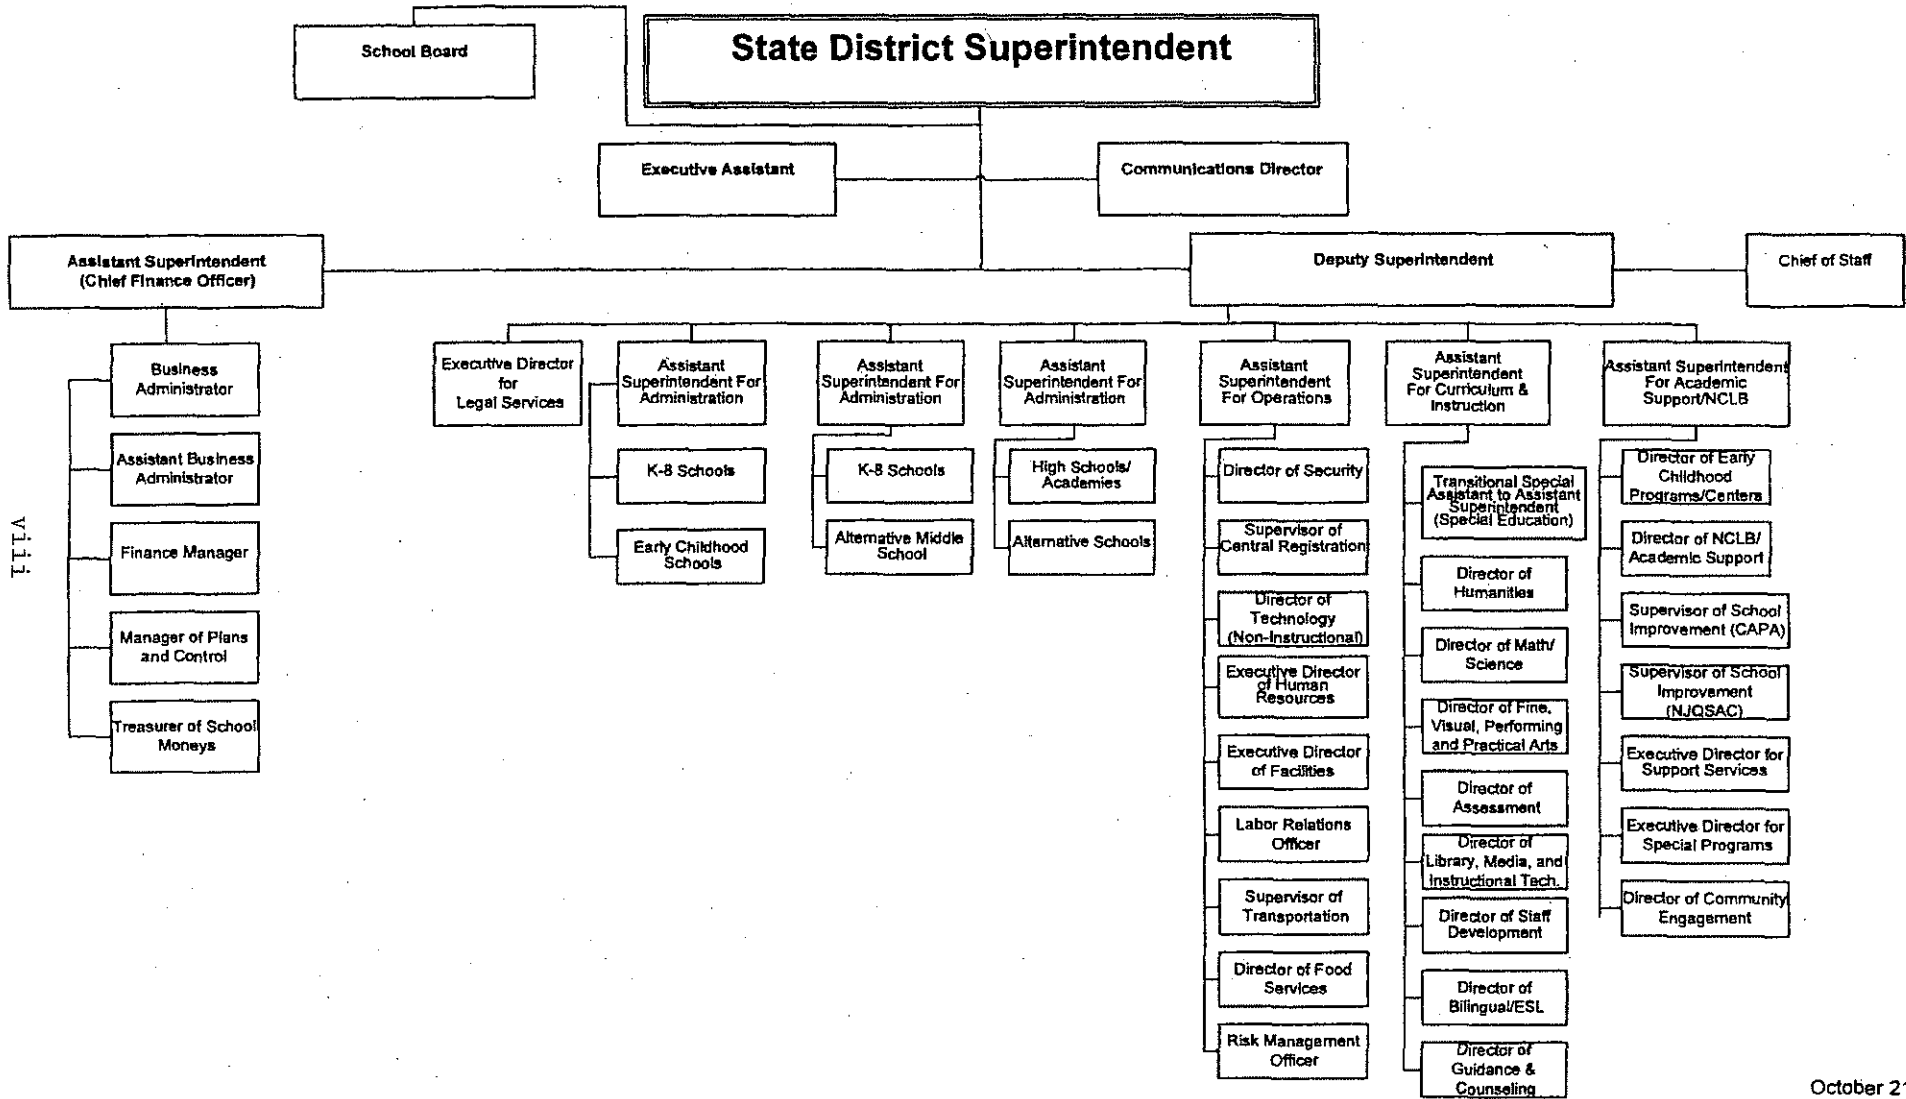 School Board
State District Superintendent
Executive Assistant
Communications Director
Assistant Superintendent
(Chief Finance Officer)
Deputy Superintendent
Chief of Staff
Business
Administrator
Assistant Business
Administrator
Finance Manager
Manager of Plans
and Control
Treasurer of School
Moneys
Executive Director
for
Legal Services
Assistant
Superintendent For
Administration
K-8 Schools
Early Childhood
Schools
Assistant
Superintendent For
Administration
K-8 Schools
Alternative Middle
School
Assistant
Superintendent For
Administration
High Schools/
Academies
Alternative Schools
Assistant
Superintendent
For Operations
Director of Security
Supervisor of
Central Registration
Director of
Technology
(Non-Instructional)
Executive Director
of Human
Resources
Executive Director
of Facilities
Labor Relations
Officer
Supervisor of
Transportation
Director of Food
Services
Risk Management
Officer
Assistant
Superintendent
For Curriculum &
Instruction
Transitional Special
Assistant to Assistant
Superintendent
(Special Education)
Director of
Humanities
Director of Math/
Science
Director of Fine,
Visual, Performing
and Practical Arts
Director of
Assessment
Director of
Library, Media, and
Instructional Tech.
Director of Staff
Development
Director of
Bilingual/ESL
Director of
Guidance &
Counseling
Assistant Superintendent
For Academic
Support/NCLB
Director of Early
Childhood
Programs/Centers
Director of NCLB/
Academic Support
Supervisor of School
Improvement (CAPA)
Supervisor of School
Improvement
(NJQSAC)
Executive Director for
Support Services
Executive Director for
Special Programs
Director of Community
Engagement
viii
October 21